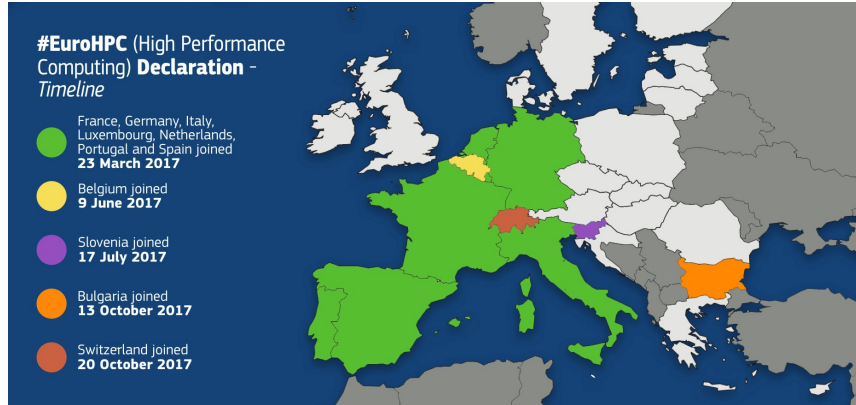 #EuroHPC (High Performance
Computing) Declaration -
Timeline
France, Germany, Italy,
Luxembourg, Netherlands,
Portugal and Spain joined
23 March 2017
Belgium joined
9 June 2017
Slovenia joined
17 July 2017
Bulgaria joined
13 October 2017
Switzerland joined
20 October 2017